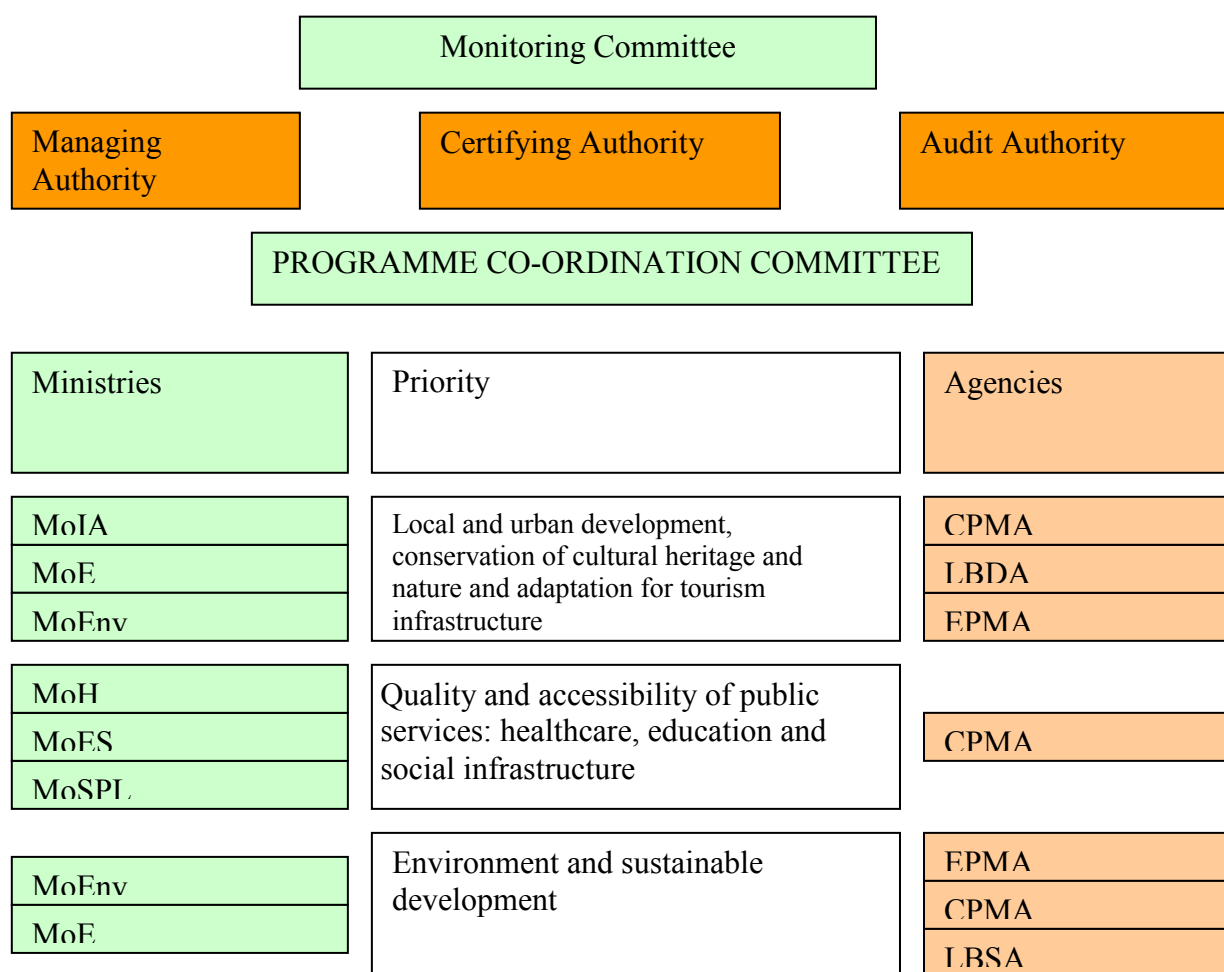 Monitoring Committee
Managing
Authority
Certifying Authority
Audit Authority
PROGRAMME CO-ORDINATION COMMITTEE
Ministries
Priority
Agencies
MoIA
MoE
MoEnv
Local and urban development,
conservation of cultural heritage and
nature and adaptation for tourism
infrastructure
CPMA
LBDA
EPMA
MoH
MoES
MoSPL
Quality and accessibility of public
services: healthcare, education and
social infrastructure
CPMA
MoEnv
MoE
Environment and sustainable
development
EPMA
CPMA
LBSA